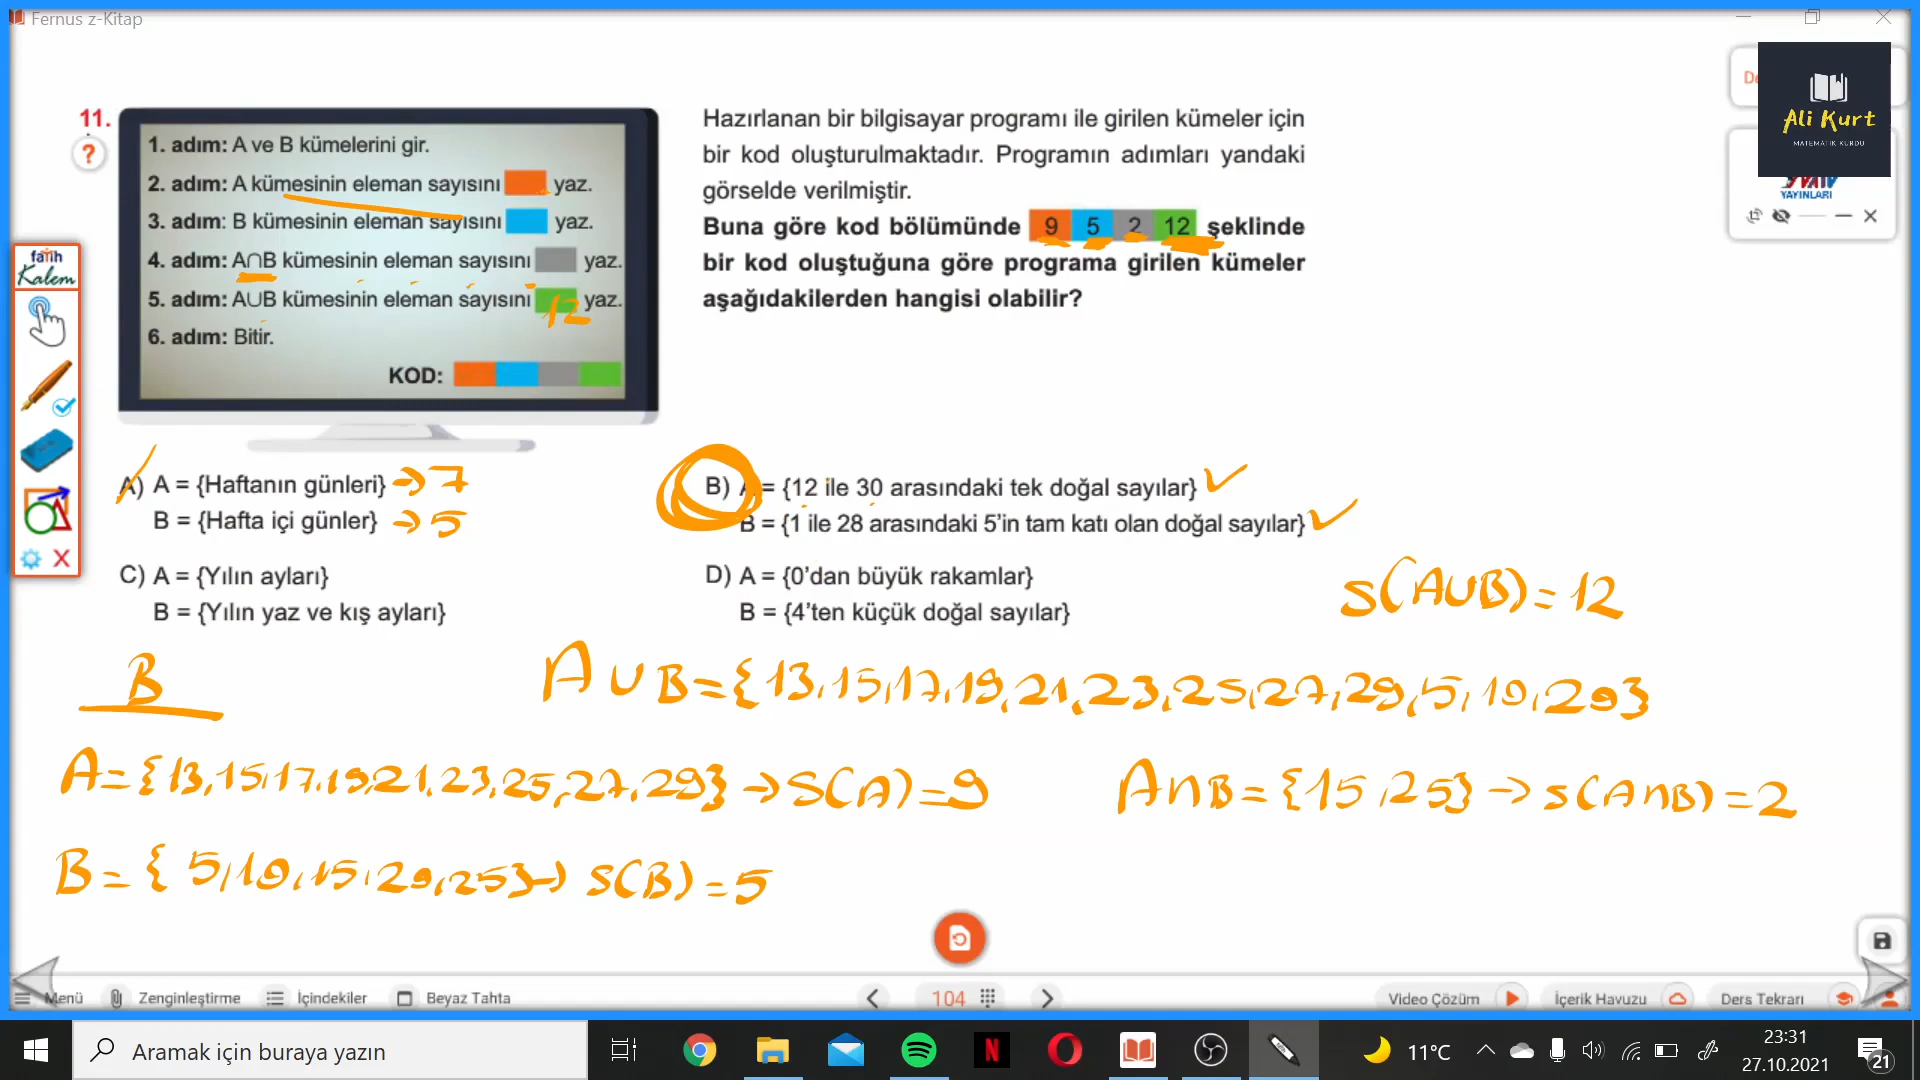 Fernus z-Kitap
11.
?
1. adım: A ve B kümelerini gir.
2. adım: A kümesinin eleman sayısını yaz.
3. adım: B kümesinin eleman sayısını yaz.
4. adım: A∩B kümesinin eleman sayısını yaz.
5. adım: A∪B kümesinin eleman sayısını 12 yaz.
6. adım: Bitir.
KOD:
Hazırlanan bir bilgisayar programı ile girilen kümeler için
bir kod oluşturulmaktadır. Programın adımları yandaki
görselde verilmiştir.
Buna göre kod bölümünde 9 5 2 12 şeklinde
bir kod oluştuğuna göre programa girilen kümeler
aşağıdakilerden hangisi olabilir?
Ali Kurt
MATEMATİK KURDU
YAYINLARI
fatih
Kalem
A) A = {Haftanın günleri} → 7
B = {Hafta içi günler} → 5
B) A = {12 ile 30 arasındaki tek doğal sayılar}
B = {1 ile 28 arasındaki 5'in tam katı olan doğal sayılar}
C) A = {Yılın ayları}
B = {Yılın yaz ve kış ayları}
D) A = {0'dan büyük rakamlar}
B = {4'ten küçük doğal sayılar}
s(A∪B) = 12
B
A∪B = {13,15,17,19,21,23,25,27,29,5,10,20}
A = {13,15,17,19,21,23,25,27,29} → s(A) = 9
A∩B = {15,25} → s(A∩B) = 2
B = {5,10,15,20,25} → s(B) = 5
Menü
Zenginleştirme
İçindekiler
Beyaz Tahta
104
Video Çözüm
İçerik Havuzu
Ders Tekrarı
Aramak için buraya yazın
11°C
23:31
27.10.2021
21